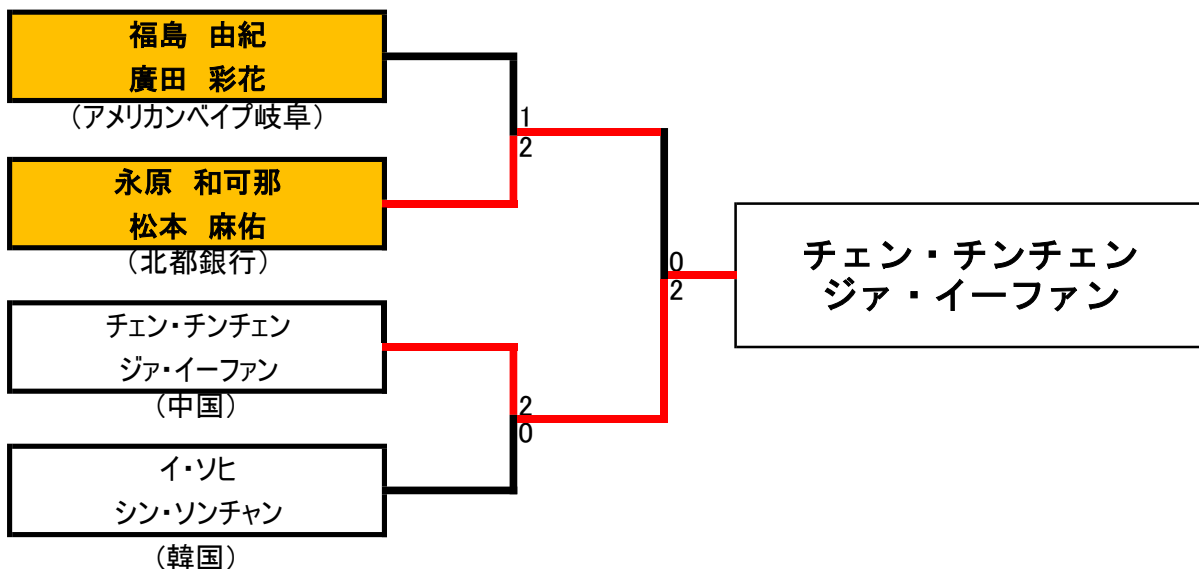 福島　由紀
廣田　彩花
（アメリカンベイプ岐阜）
1
2
永原　和可那
松本　麻佑
（北都銀行）
0
2
チェン・チンチェン
ジァ・イーファン
チェン・チンチェン
ジァ・イーファン
（中国）
2
0
イ・ソヒ
シン・ソンチャン
（韓国）